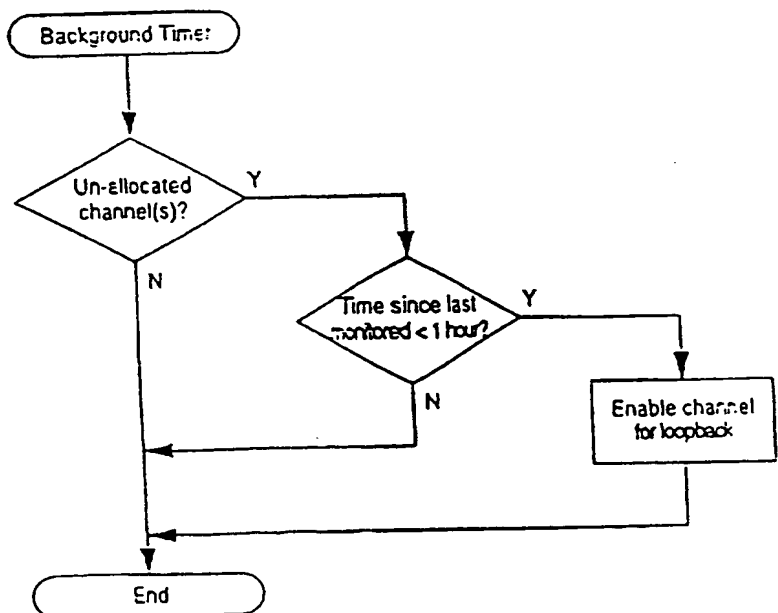 Background Timer
Un-allocated
channel(s)?
Y
N
Time since last
monitored < 1 hour?
Y
N
Enable channel
for loopback
End